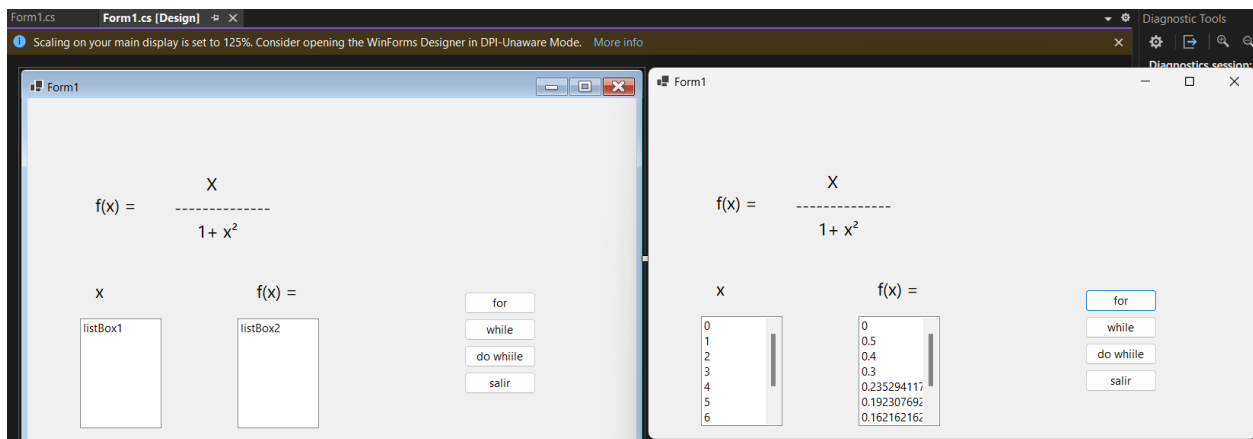 Form1.cs Form1.cs [Design] Diagnostic Tools
Scaling on your main display is set to 125%. Consider opening the WinForms Designer in DPI-Unaware Mode. More info
Diagnostics session:
Form1
X
f(x) = --------------
1+ x²
x f(x) =
listBox1 listBox2
for
while
do whiile
salir
Form1
X
f(x) = --------------
1+ x²
x f(x) =
0 0
1 0.5
2 0.4
3 0.3
4 0.235294117
5 0.192307692
6 0.162162162
for
while
do whiile
salir